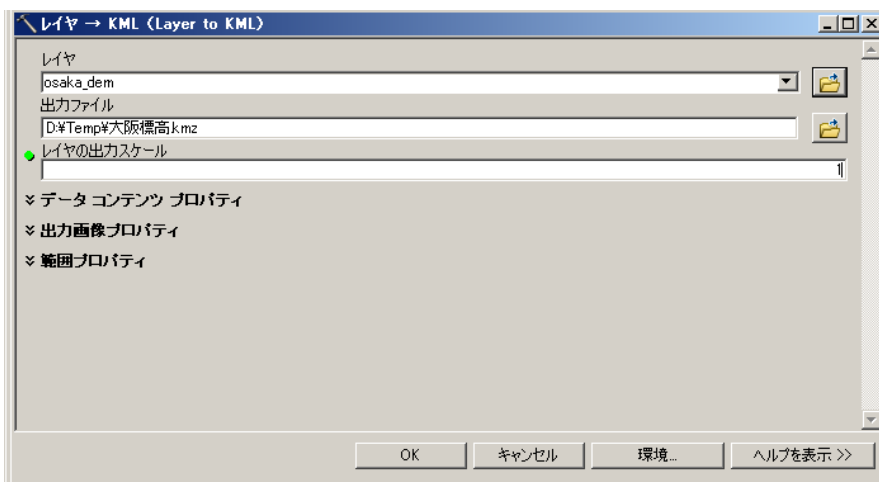 レイヤ → KML (Layer to KML)
レイヤ
osaka_dem
出力ファイル
D:¥Temp¥大阪標高.kmz
レイヤの出力スケール
1
データ コンテンツ プロパティ
出力画像プロパティ
範囲プロパティ
OK
キャンセル
環境...
ヘルプを表示 >>